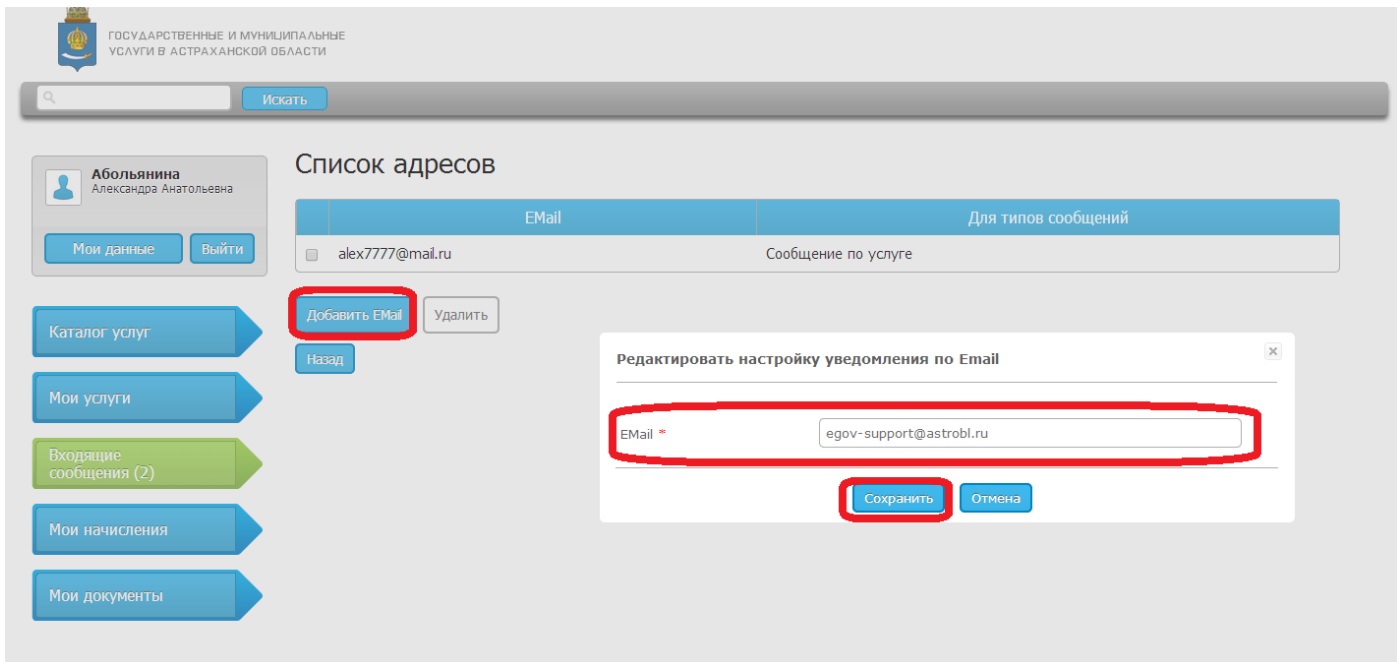 ГОСУДАРСТВЕННЫЕ И МУНИЦИПАЛЬНЫЕ
УСЛУГИ В АСТРАХАНСКОЙ ОБЛАСТИ
Искать
Абольянина
Александра Анатольевна
Мои данные
Выйти
Каталог услуг
Мои услуги
Входящие
сообщения (2)
Мои начисления
Мои документы
Список адресов
EMail
Для типов сообщений
alex7777@mail.ru
Сообщение по услуге
Добавить EMail
Удалить
Назад
Редактировать настройку уведомления по Email
EMail *
egov-support@astrobl.ru
Сохранить
Отмена